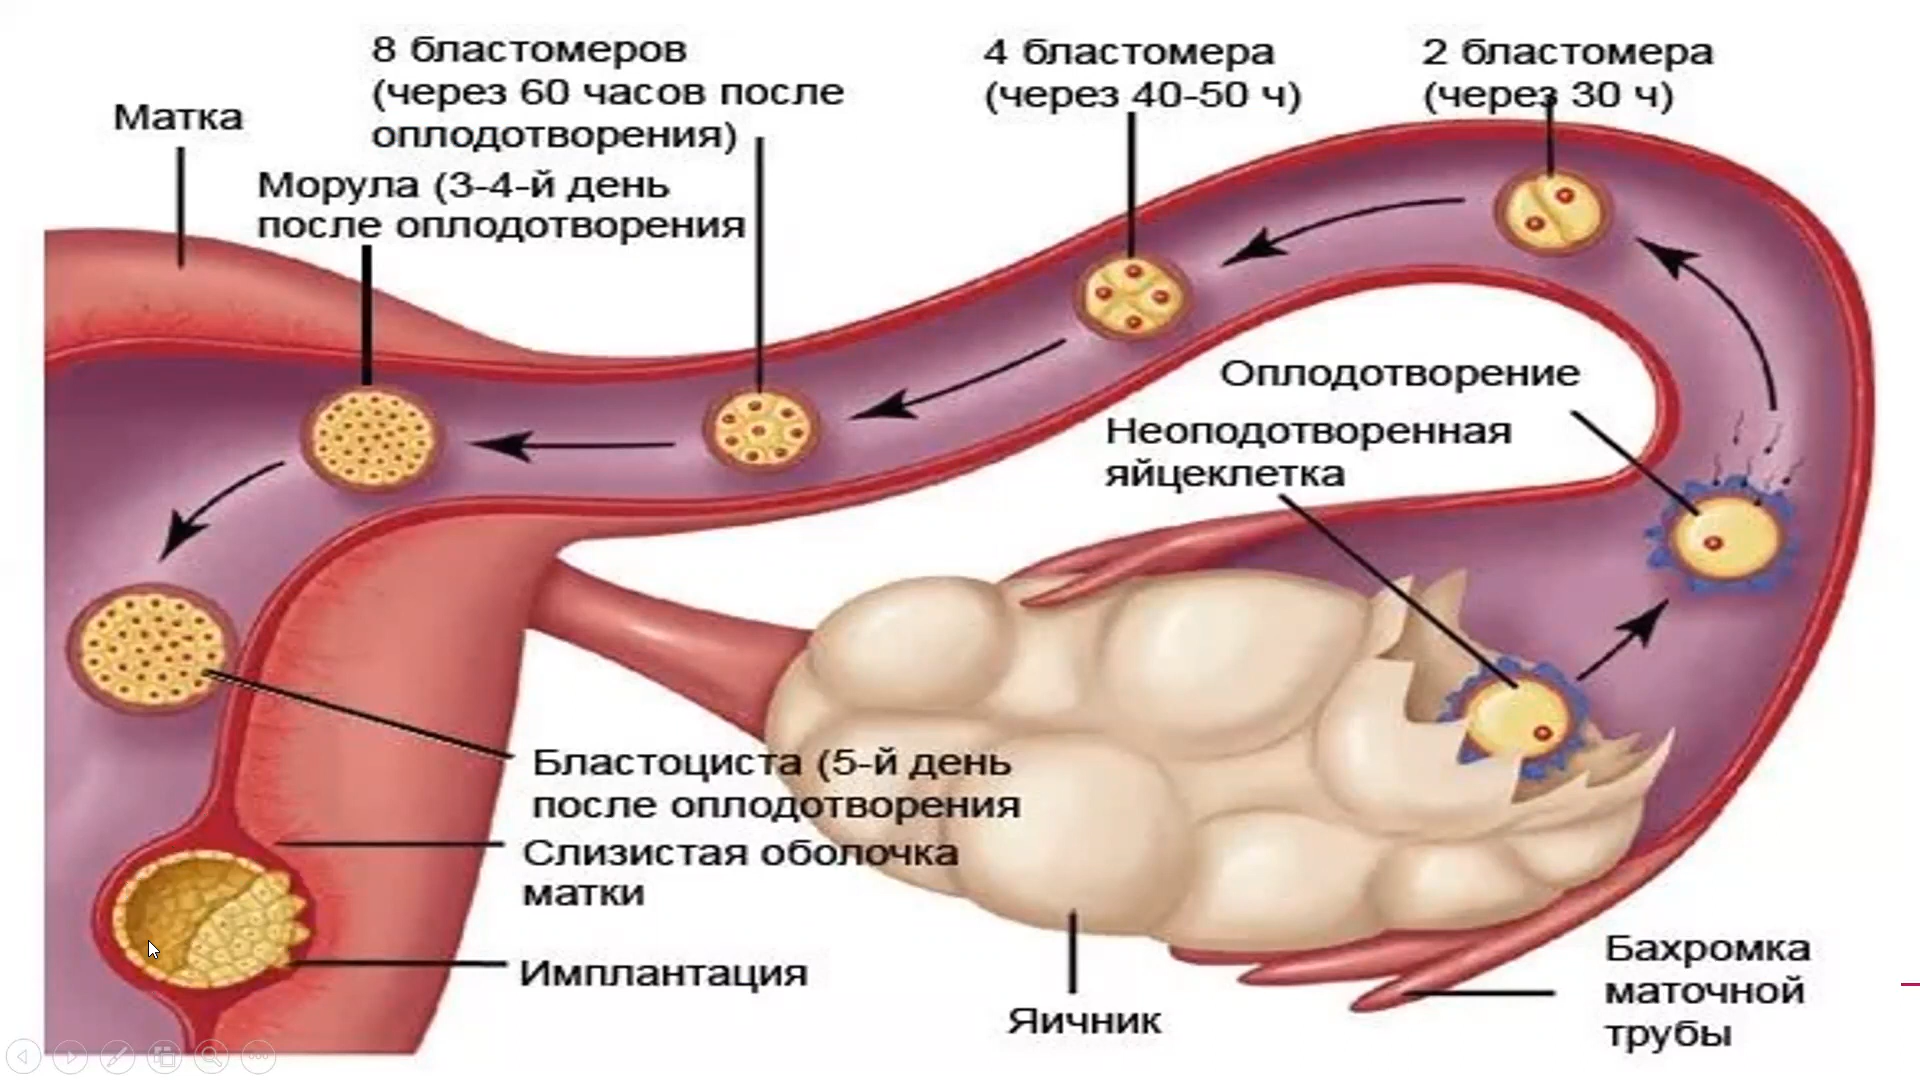 8 бластомеров
(через 60 часов после
оплодотворения)
4 бластомера
(через 40-50 ч)
2 бластомера
(через 30 ч)
Матка
Морула (3-4-й день
после оплодотворения
Оплодотворение
Неоподотворенная
яйцеклетка
Бластоциста (5-й день
после оплодотворения
Слизистая оболочка
матки
Имплантация
Яичник
Бахромка
маточной
трубы